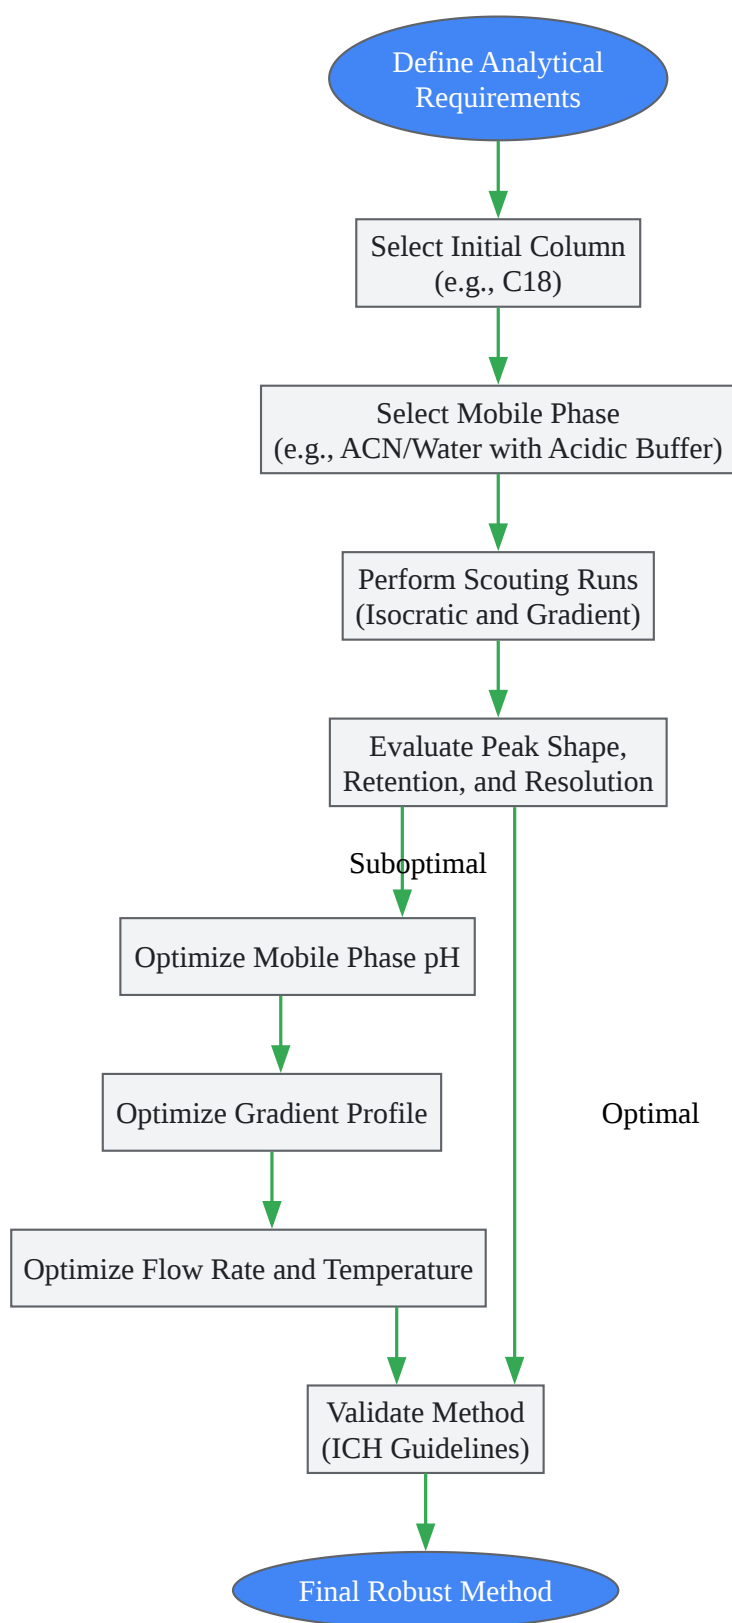 Define Analytical
Requirements
Select Initial Column
(e.g., C18)
Select Mobile Phase
(e.g., ACN/Water with Acidic Buffer)
Perform Scouting Runs
(Isocratic and Gradient)
Evaluate Peak Shape,
Retention, and Resolution
Suboptimal
Optimize Mobile Phase pH
Optimize Gradient Profile
Optimal
Optimize Flow Rate and Temperature
Validate Method
(ICH Guidelines)
Final Robust Method